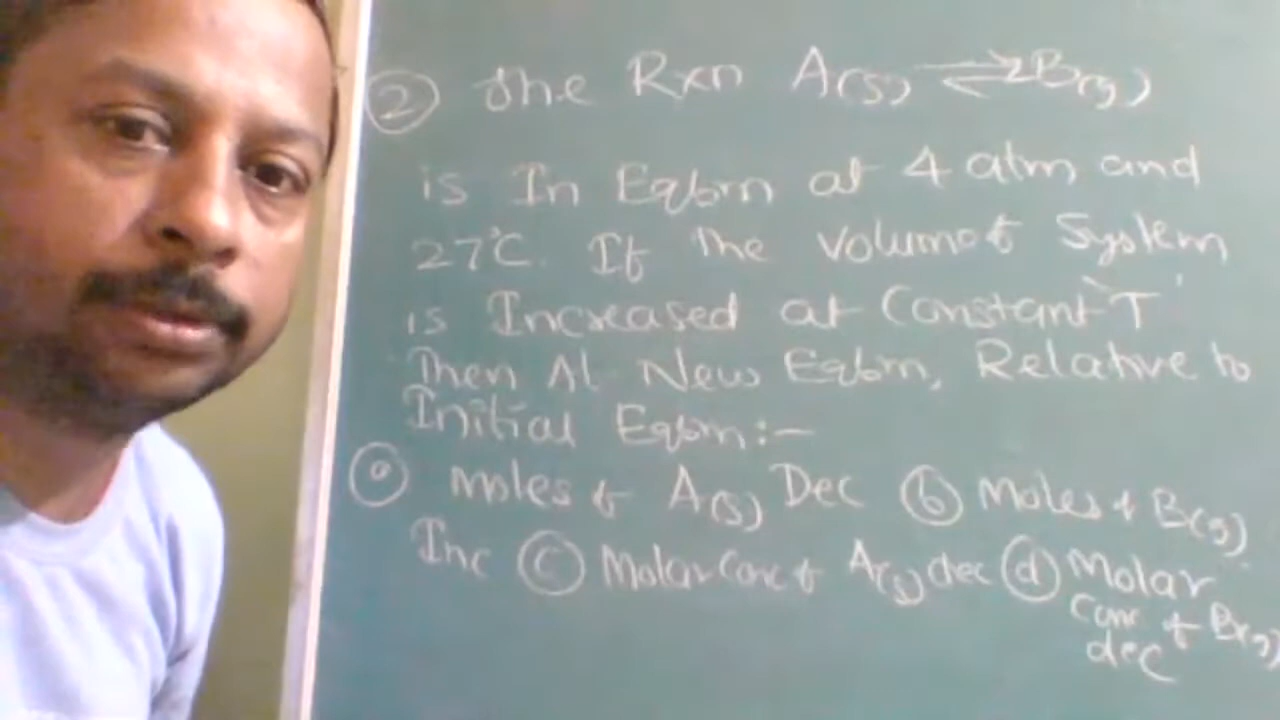 ② The Rxn A(s) ⇌ B(g)
is In Eqbm at 4 atm and
27°C. If the volume of System
is Increased at Constant 'T'
Then At New Eqbm, Relative to
Initial Eqbm:-
ⓐ moles of A(s) Dec ⓑ Moles of B(g)
Inc ⓒ Molar Conc of A(s) dec ⓓ Molar
Conc of B(g)
dec